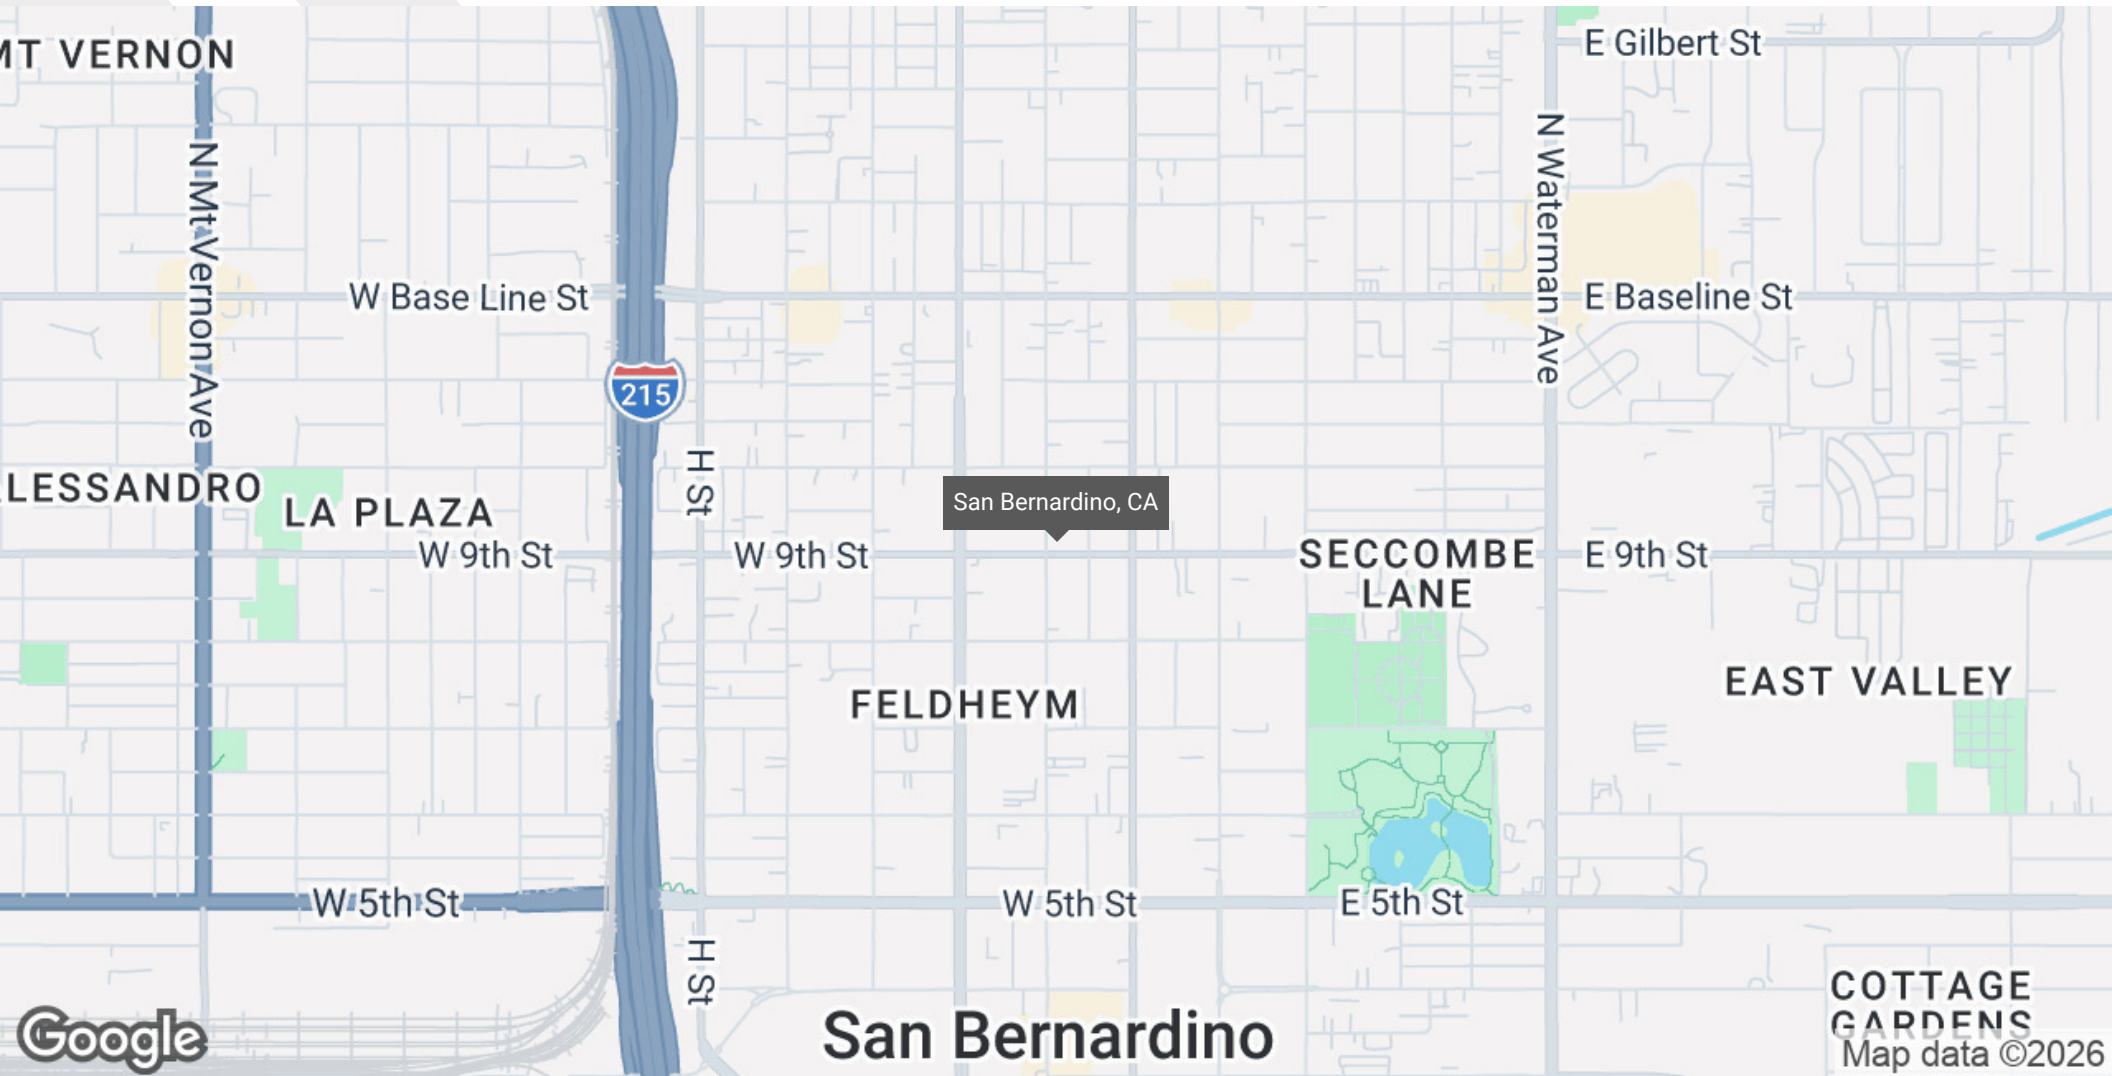 E Gilbert St
MT VERNON
N Mt Vernon Ave
N Waterman Ave
W Base Line St
E Baseline St
215
H St
LESSANDRO
LA PLAZA
San Bernardino, CA
W 9th St
W 9th St
SECCOMBE
LANE
E 9th St
EAST VALLEY
FELDHEYM
W 5th St
W 5th St
E 5th St
H St
COTTAGE
GARDENS
San Bernardino
Google
Map data ©2026